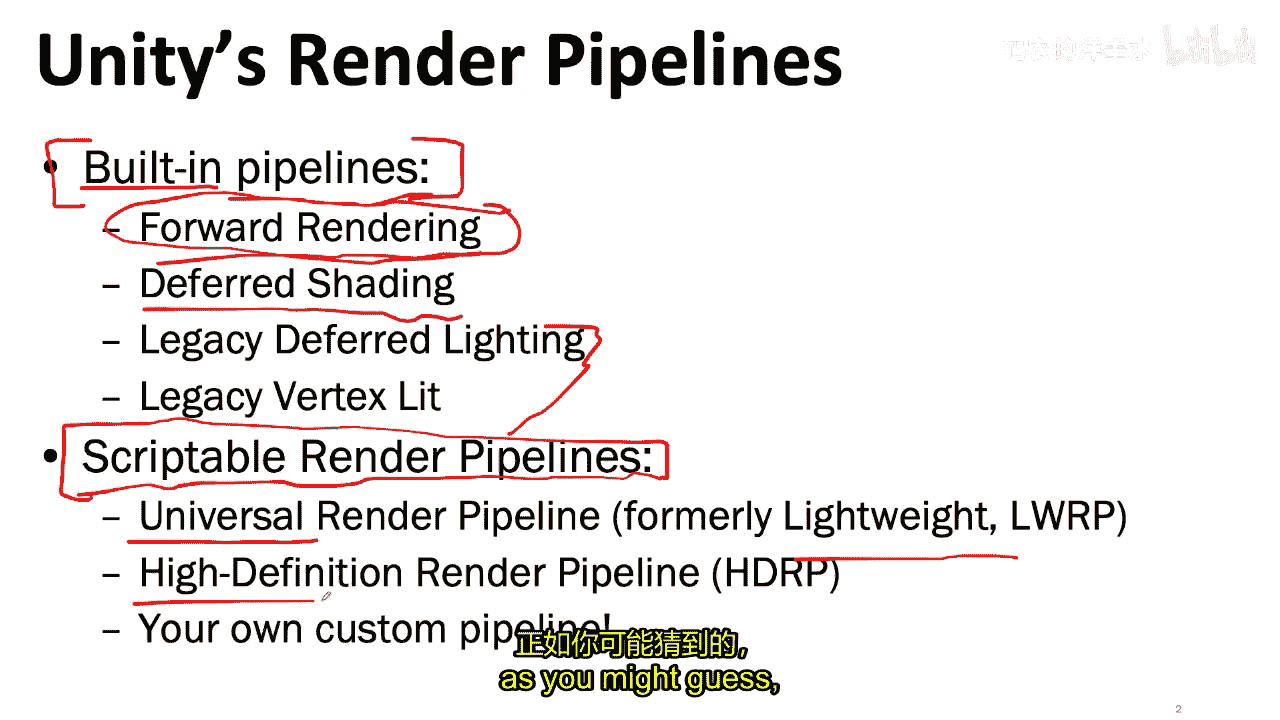 Unity's Render Pipelines
• Built-in pipelines:
– Forward Rendering
– Deferred Shading
– Legacy Deferred Lighting
– Legacy Vertex Lit
• Scriptable Render Pipelines:
– Universal Render Pipeline (formerly Lightweight, LWRP)
– High-Definition Render Pipeline (HDRP)
– Your own custom pipeline!
正如你可能猜到的,
as you might guess,
2